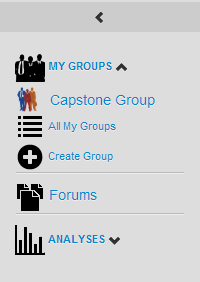 MY GROUPS
Capstone Group
All My Groups
Create Group
Forums
ANALYSES